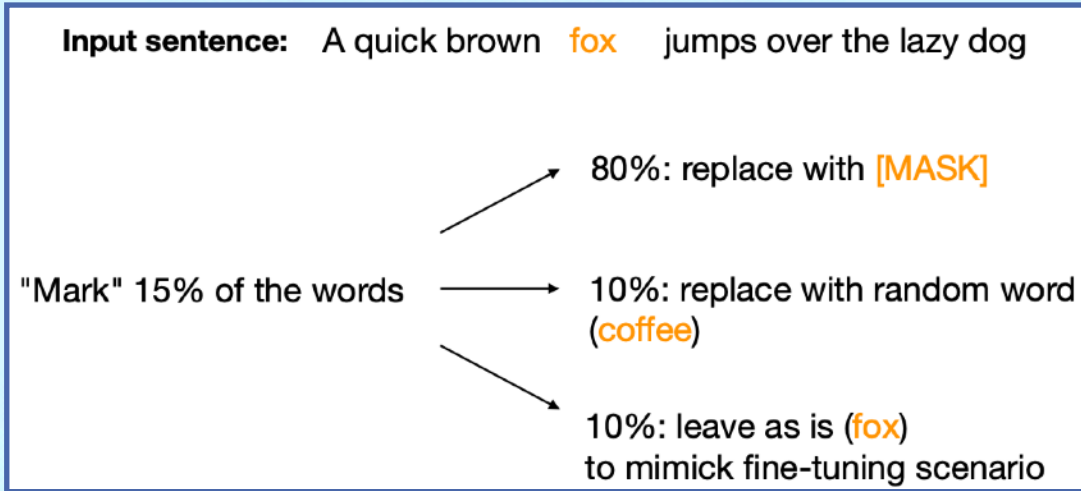 Input sentence: A quick brown fox jumps over the lazy dog
80%: replace with [MASK]
"Mark" 15% of the words
10%: replace with random word
(coffee)
10%: leave as is (fox)
to mimick fine-tuning scenario